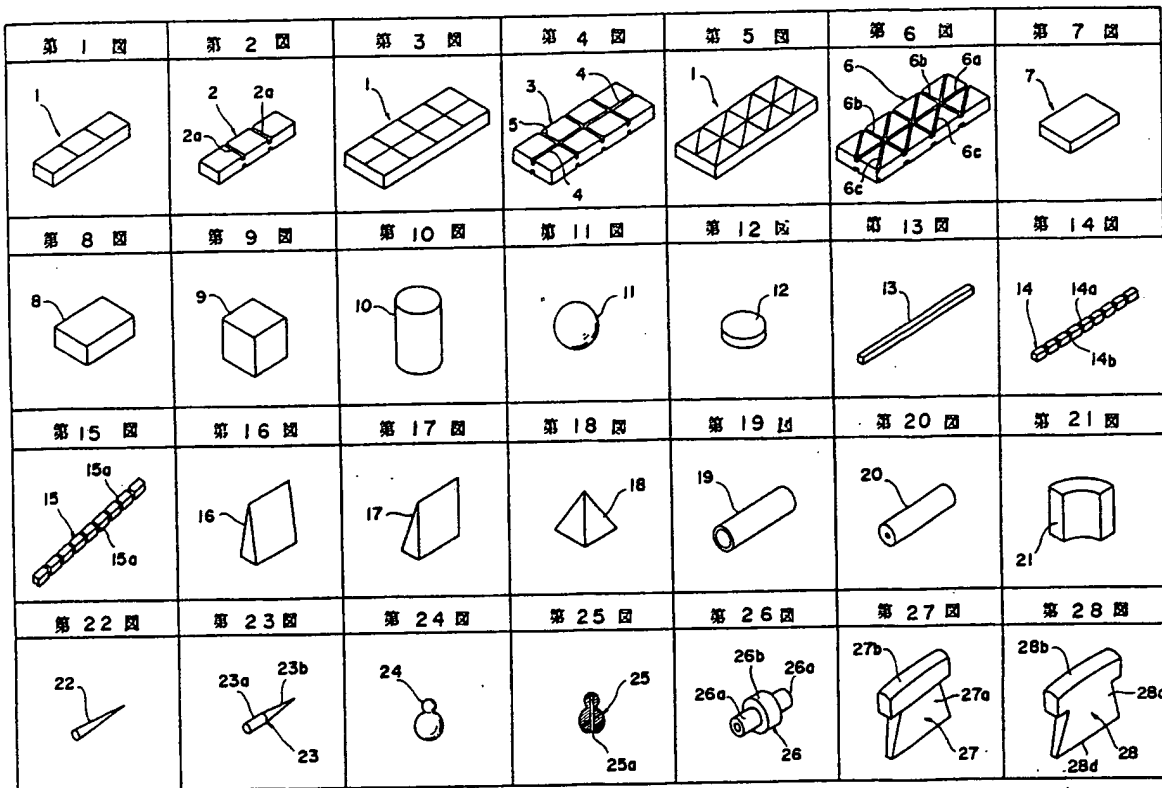 第 1 図 第 2 図 第 3 図 第 4 図 第 5 図 第 6 図 第 7 図
1 2 2a 2a 1 3 4 5 4 1 6 6b 6a 6b 6c 6c 7
第 8 図 第 9 図 第 10 図 第 11 図 第 12 図 第 13 図 第 14 図
8 9 10 11 12 13 14 14a 14b
第 15 図 第 16 図 第 17 図 第 18 図 第 19 図 第 20 図 第 21 図
15 15a 15a 16 17 18 19 20 21
第 22 図 第 23 図 第 24 図 第 25 図 第 26 図 第 27 図 第 28 図
22 23a 23b 23 24 25 25a 26b 26a 26a 26 27b 27a 27 28b 28 28d